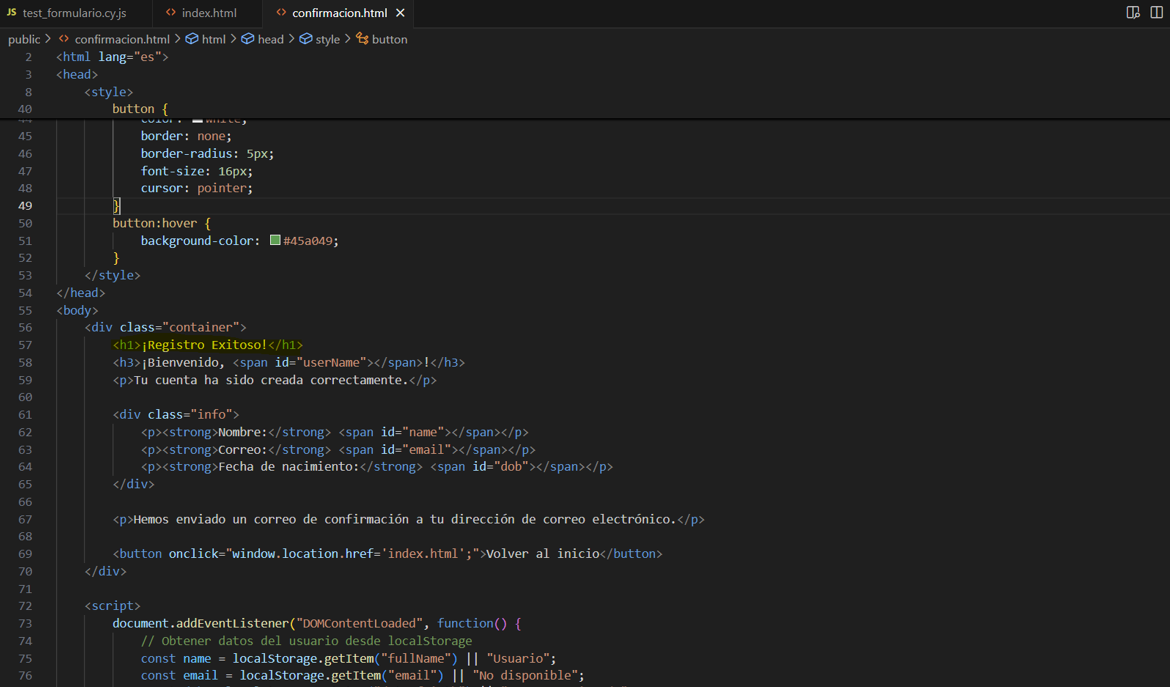 JS test_formulario.cy.js <> index.html <> confirmacion.html ✕
public > <> confirmacion.html > html > head > style > button
2 <html lang="es">
3 <head>
8 <style>
40 button {
44 color: white;
45 border: none;
46 border-radius: 5px;
47 font-size: 16px;
48 cursor: pointer;
49 }
50 button:hover {
51 background-color: #45a049;
52 }
53 </style>
54 </head>
55 <body>
56 <div class="container">
57 <h1>¡Registro Exitoso!</h1>
58 <h3>¡Bienvenido, <span id="userName"></span>!</h3>
59 <p>Tu cuenta ha sido creada correctamente.</p>
60
61 <div class="info">
62 <p><strong>Nombre:</strong> <span id="name"></span></p>
63 <p><strong>Correo:</strong> <span id="email"></span></p>
64 <p><strong>Fecha de nacimiento:</strong> <span id="dob"></span></p>
65 </div>
66
67 <p>Hemos enviado un correo de confirmación a tu dirección de correo electrónico.</p>
68
69 <button onclick="window.location.href='index.html';">Volver al inicio</button>
70 </div>
71
72 <script>
73 document.addEventListener("DOMContentLoaded", function() {
74 // Obtener datos del usuario desde localStorage
75 const name = localStorage.getItem("fullName") || "Usuario";
76 const email = localStorage.getItem("email") || "No disponible";